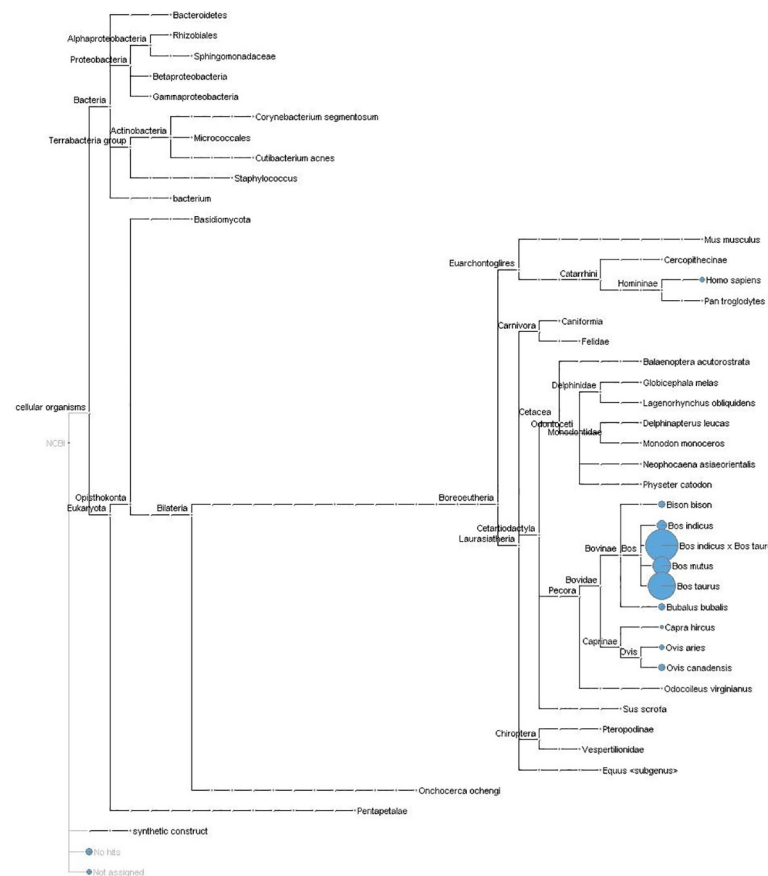 Bacteroidetes
Rhizobiales
Alphaproteobacteria
Sphingomonadaceae
Proteobacteria
Betaproteobacteria
Gammaproteobacteria
Bacteria
Corynebacterium segmentosum
Actinobacteria
Micrococcales
Terrabacteria group
Cutibacterium acnes
Staphylococcus
bacterium
Basidiomycota
Mus musculus
Cercopithecinae
Euarchontoglires
Catarrhini
Homo sapiens
Homininae
Pan troglodytes
Caniformia
Carnivora
Felidae
Balaenoptera acutorostrata
Globicephala melas
Delphinidae
Lagenorhynchus obliquidens
cellular organisms
Cetacea
Odontoceti
Delphinapterus leucas
Monodontidae
Monodon monoceros
NCBI
Neophocaena asiaeorientalis
Physeter catodon
Opisthokonta
Boreoeutheria
Bison bison
Eukaryota
Bilateria
Bos indicus
Cetartiodactyla
Laurasiatheria
Bos indicus x Bos taur
Bovinae
Bos
Bos mutus
Bovidae
Bos taurus
Pecora
Bubalus bubalis
Capra hircus
Caprinae
Ovis aries
Ovis
Ovis canadensis
Odocoileus virginianus
Sus scrofa
Pteropodinae
Chiroptera
Vespertilionidae
Equus <subgenus>
Onchocerca ochengi
Pentapetalae
synthetic construct
No hits
Not assigned